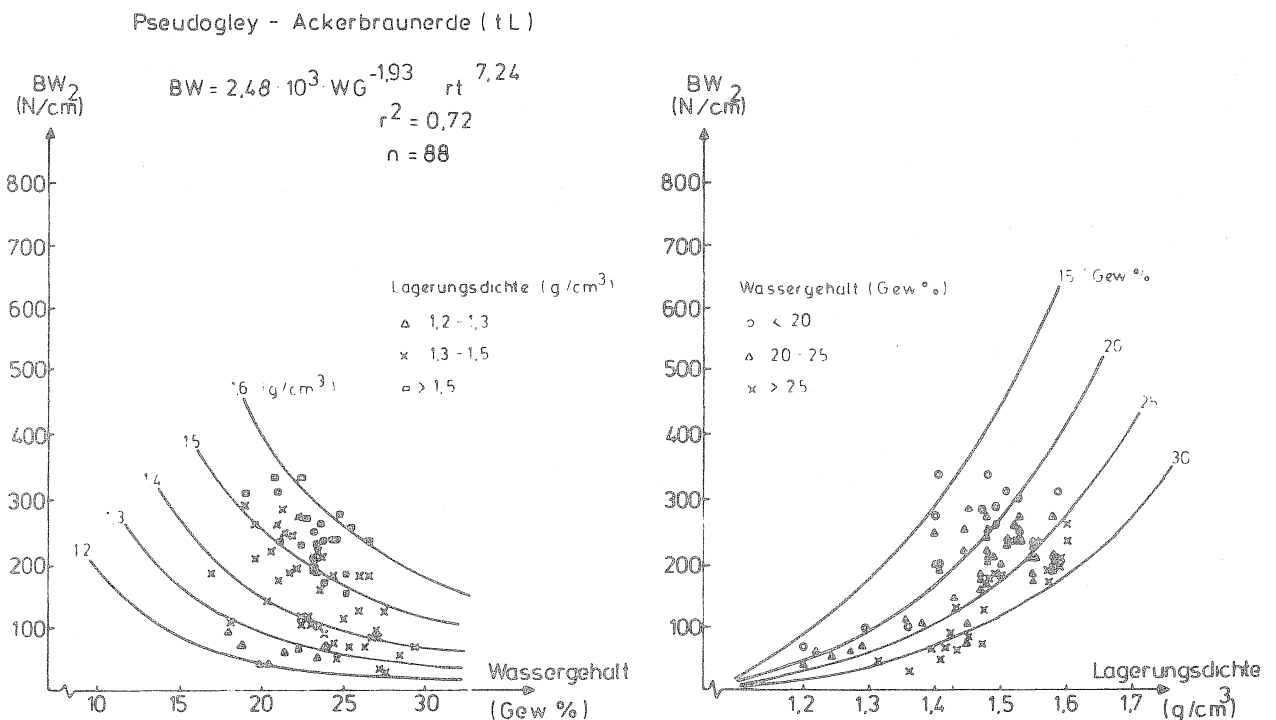 Pseudogley - Ackerbraunerde (tL)
BW = 2,48 · 10³ · WG^-1,93 rt^7,24
r² = 0,72
n = 88
BW
(N/cm²)
800
700
600
500
400
300
200
100
Lagerungsdichte (g/cm³)
1,2 - 1,3
1,3 - 1,5
> 1,5
1,6 (g/cm³)
1,5
1,4
1,3
1,2
Wassergehalt
(Gew %)
10 15 20 25 30
BW
(N/cm²)
800
700
600
500
400
300
200
100
Wassergehalt (Gew %)
< 20
20 - 25
> 25
15 Gew %
20
25
30
Lagerungsdichte
(g/cm³)
1,2 1,3 1,4 1,5 1,6 1,7